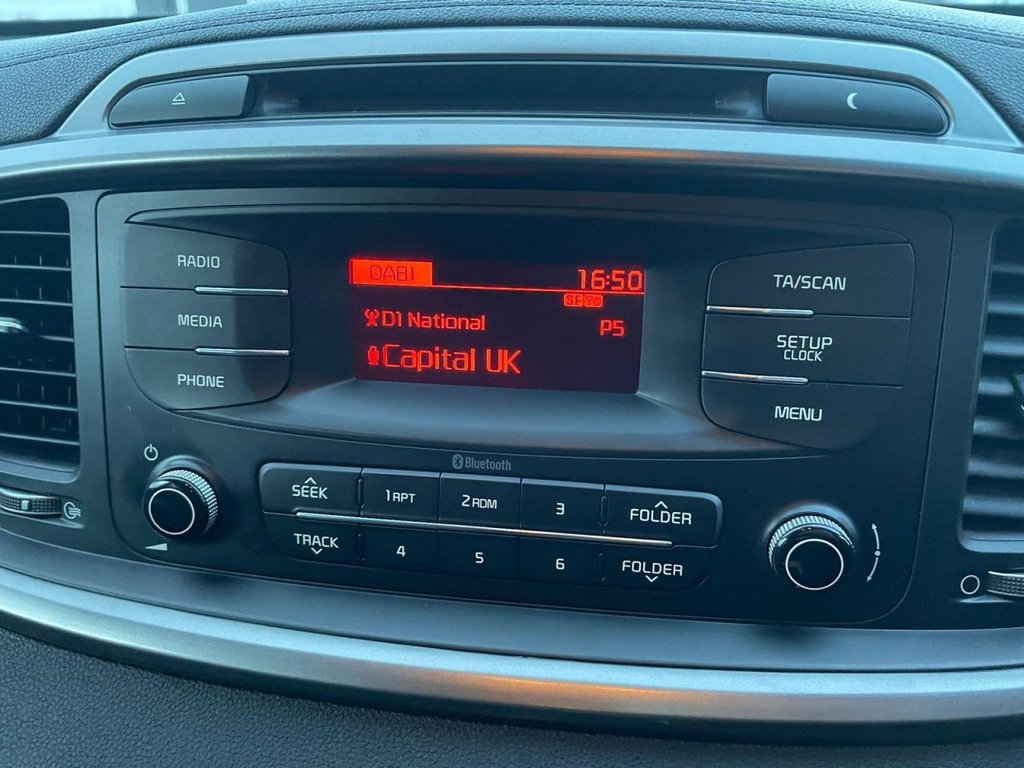 RADIO
MEDIA
PHONE
DAB1 16:50
SF
D1 National P5
Capital UK
TA/SCAN
SETUP
CLOCK
MENU
Bluetooth
SEEK 1 RPT 2 RDM 3 FOLDER
TRACK 4 5 6 FOLDER